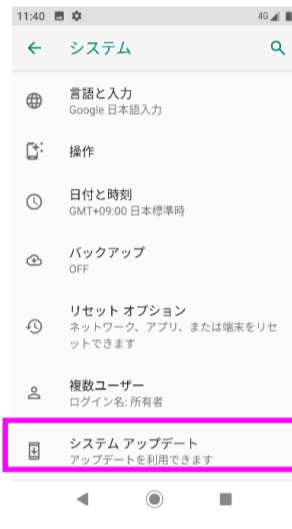 11:40 4G
システム
言語と入力
Google 日本語入力
操作
日付と時刻
GMT+09:00 日本標準時
バックアップ
OFF
リセット オプション
ネットワーク、アプリ、または端末をリセ
ットできます
複数ユーザー
ログイン名: 所有者
システム アップデート
アップデートを利用できます